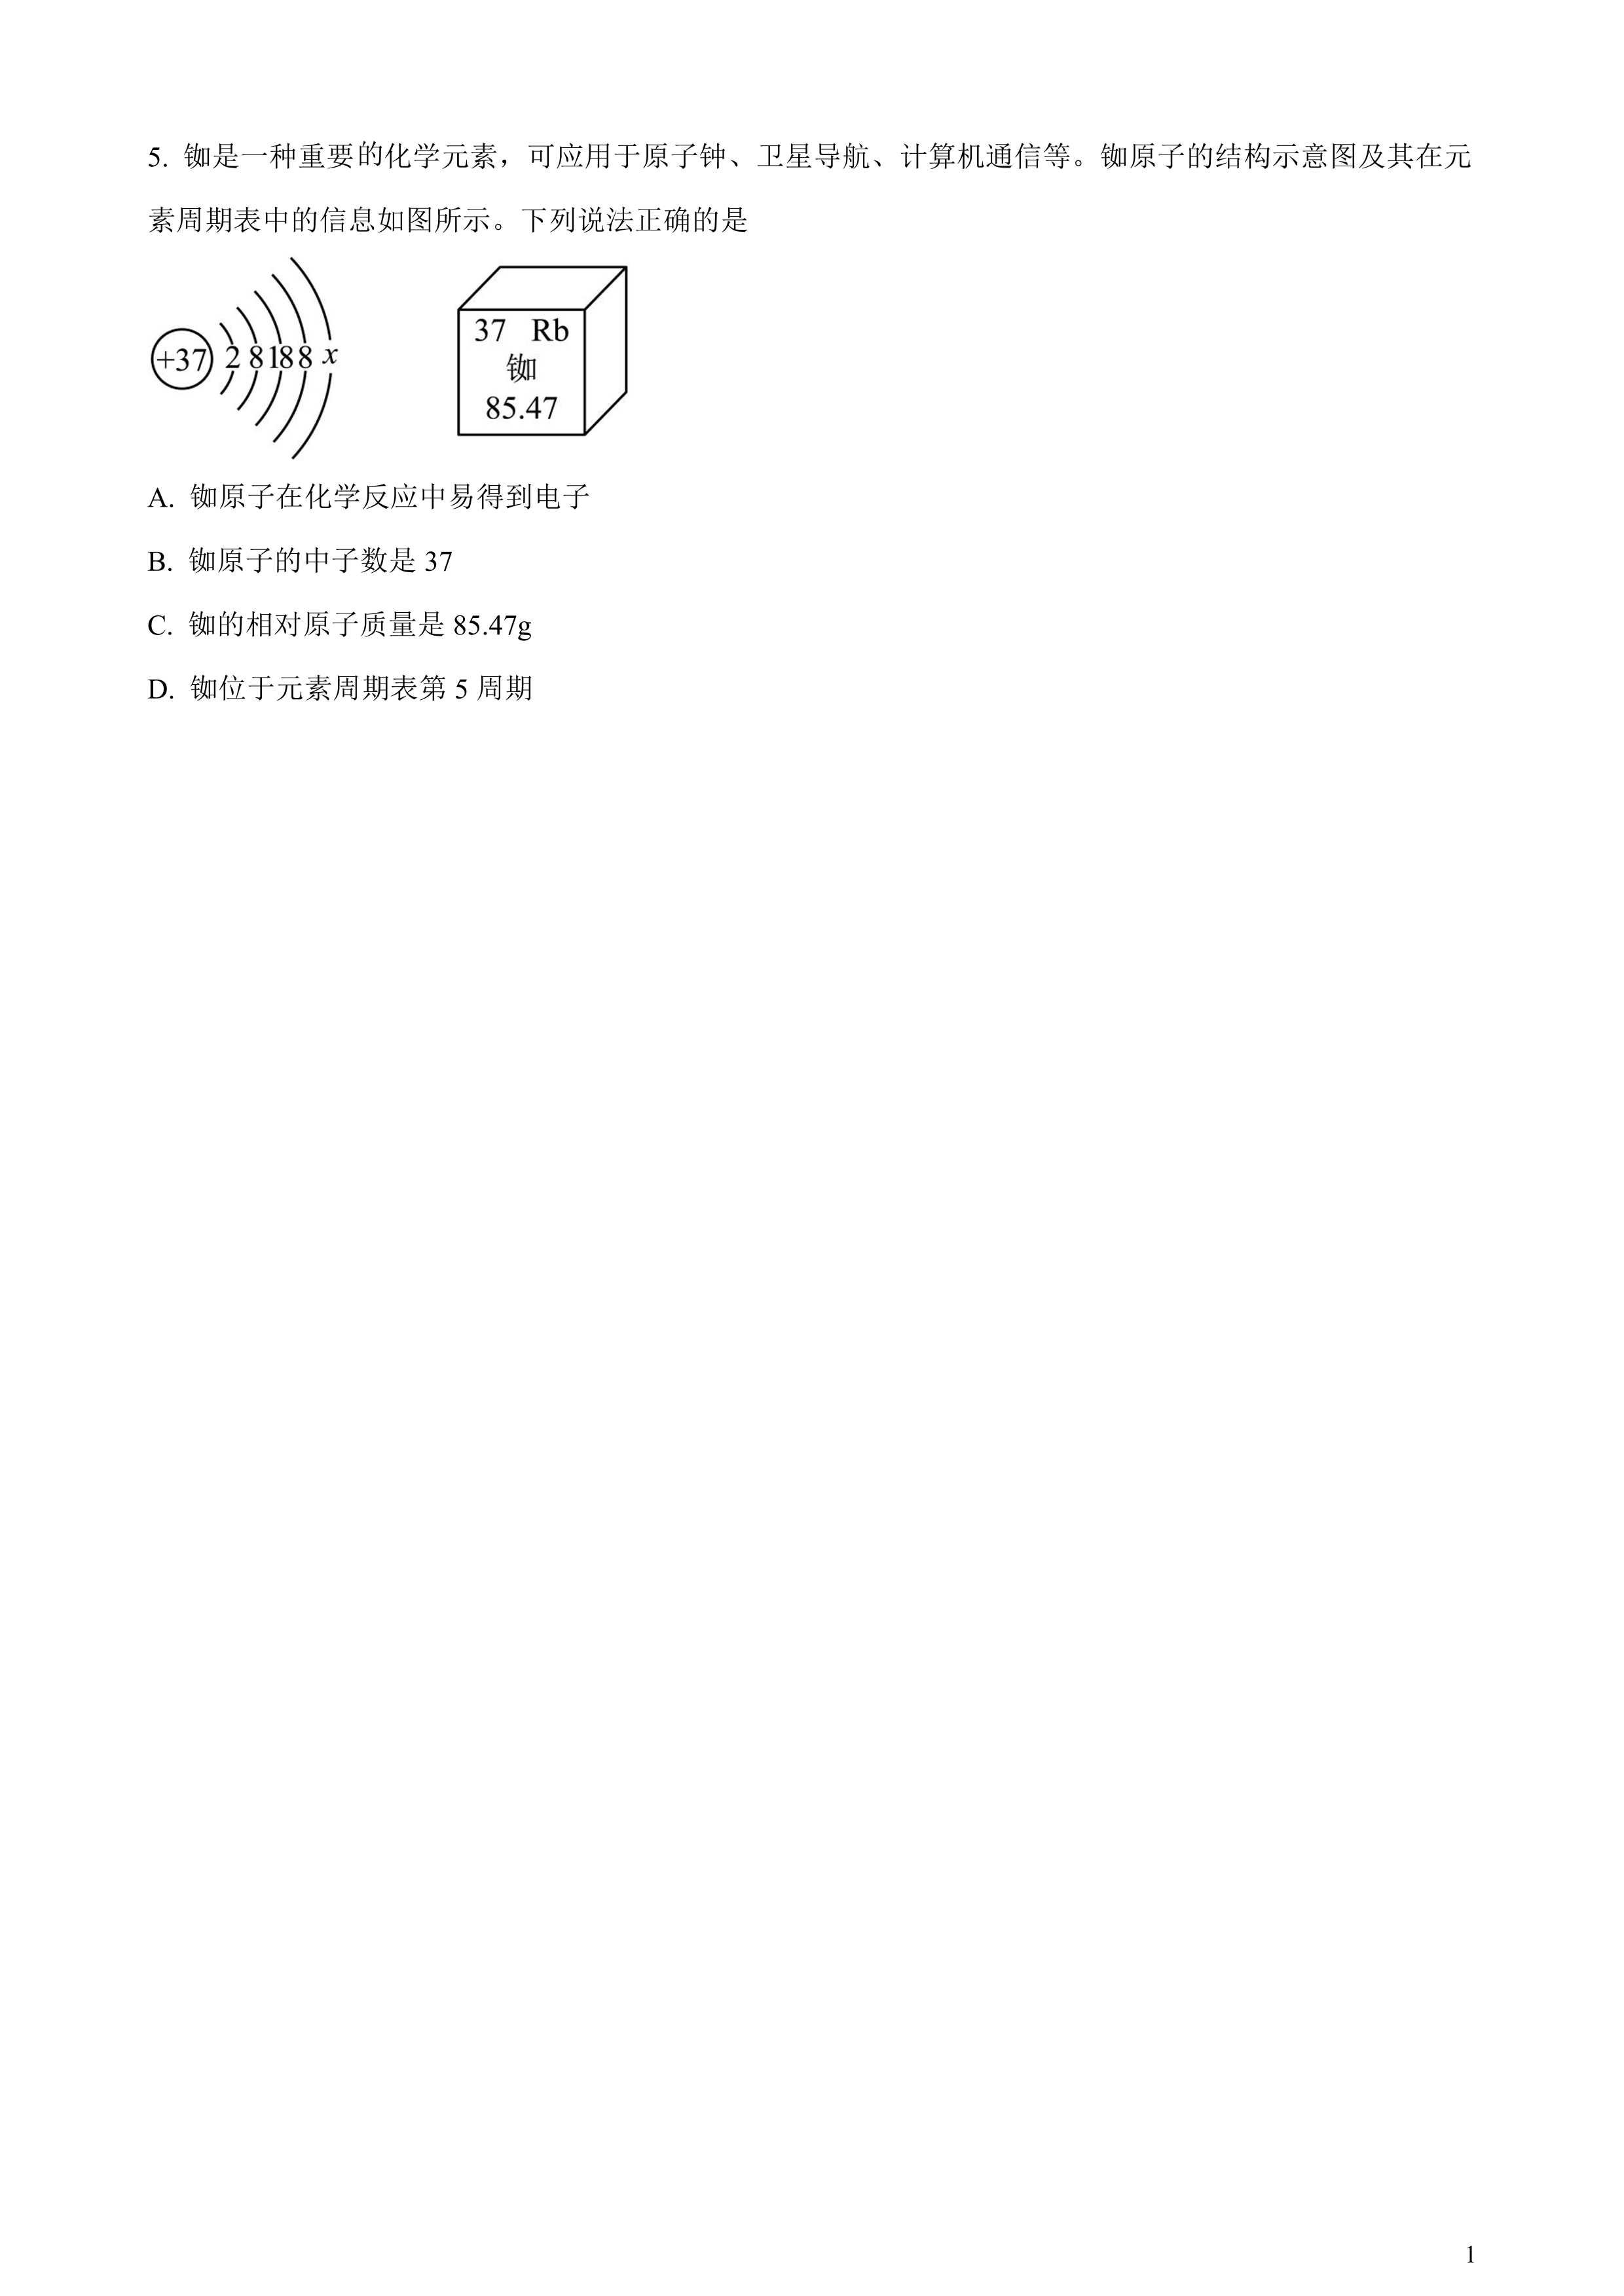 5. 铷是一种重要的化学元素，可应用于原子钟、卫星导航、计算机通信等。铷原子的结构示意图及其在元
素周期表中的信息如图所示。下列说法正确的是
+37 2 8 18 8 x
37 Rb
铷
85.47
A. 铷原子在化学反应中易得到电子
B. 铷原子的中子数是 37
C. 铷的相对原子质量是 85.47g
D. 铷位于元素周期表第 5 周期
1